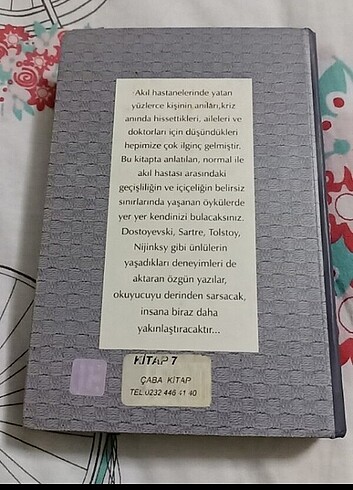 Akıl hastanelerinde yatan
yüzlerce kişinin,anıları,kriz
anında hissettikleri, aileleri ve
doktorları için düşündükleri
hepimize çok ilginç gelmiştir.
Bu kitapta anlatılan, normal ile
akıl hastası arasındaki
geçişliliğin ve içiçeliğin belirsiz
sınırlarında yaşanan öykülerde
yer yer kendinizi bulacaksınız.
Dostoyevski, Sartre, Tolstoy,
Nijinksy gibi ünlülerin
yaşadıkları deneyimleri de
aktaran özgün yazılar,
okuyucuyu derinden sarsacak,
insana biraz daha
yakınlaştıracaktır...
KİTAP 7
ÇABA KİTAP
TEL 0232 446 41 40